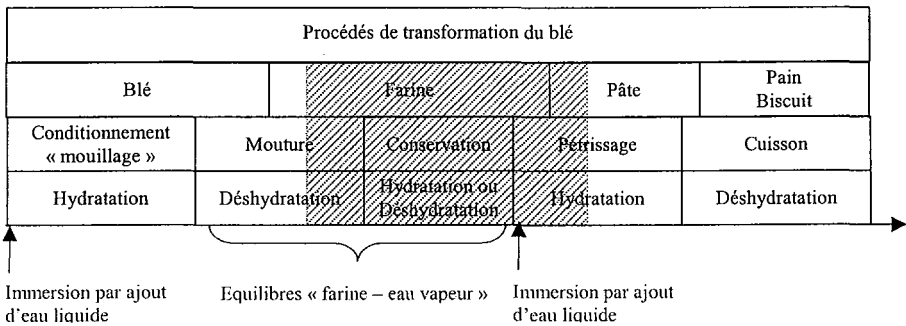 Procédés de transformation du blé
Blé
Farine
Pâte
Pain
Biscuit
Conditionnement
« mouillage »
Mouture
Conservation
Pétrissage
Cuisson
Hydratation
Déshydratation
Hydratation ou
Déshydratation
Hydratation
Déshydratation
Immersion par ajout
d'eau liquide
Equilibres « farine – eau vapeur »
Immersion par ajout
d'eau liquide